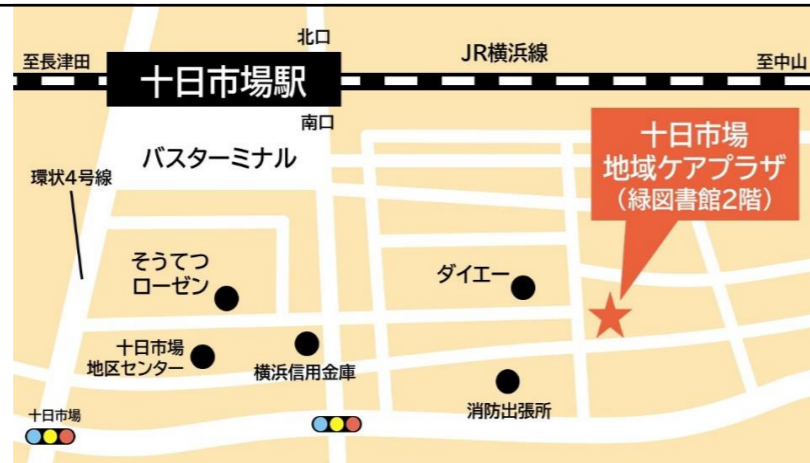 北口
至長津田
JR横浜線
至中山
十日市場駅
南口
バスターミナル
環状4号線
十日市場
地域ケアプラザ
(緑図書館2階)
そうてつ
ローゼン
ダイエー
十日市場
地区センター
横浜信用金庫
消防出張所
十日市場